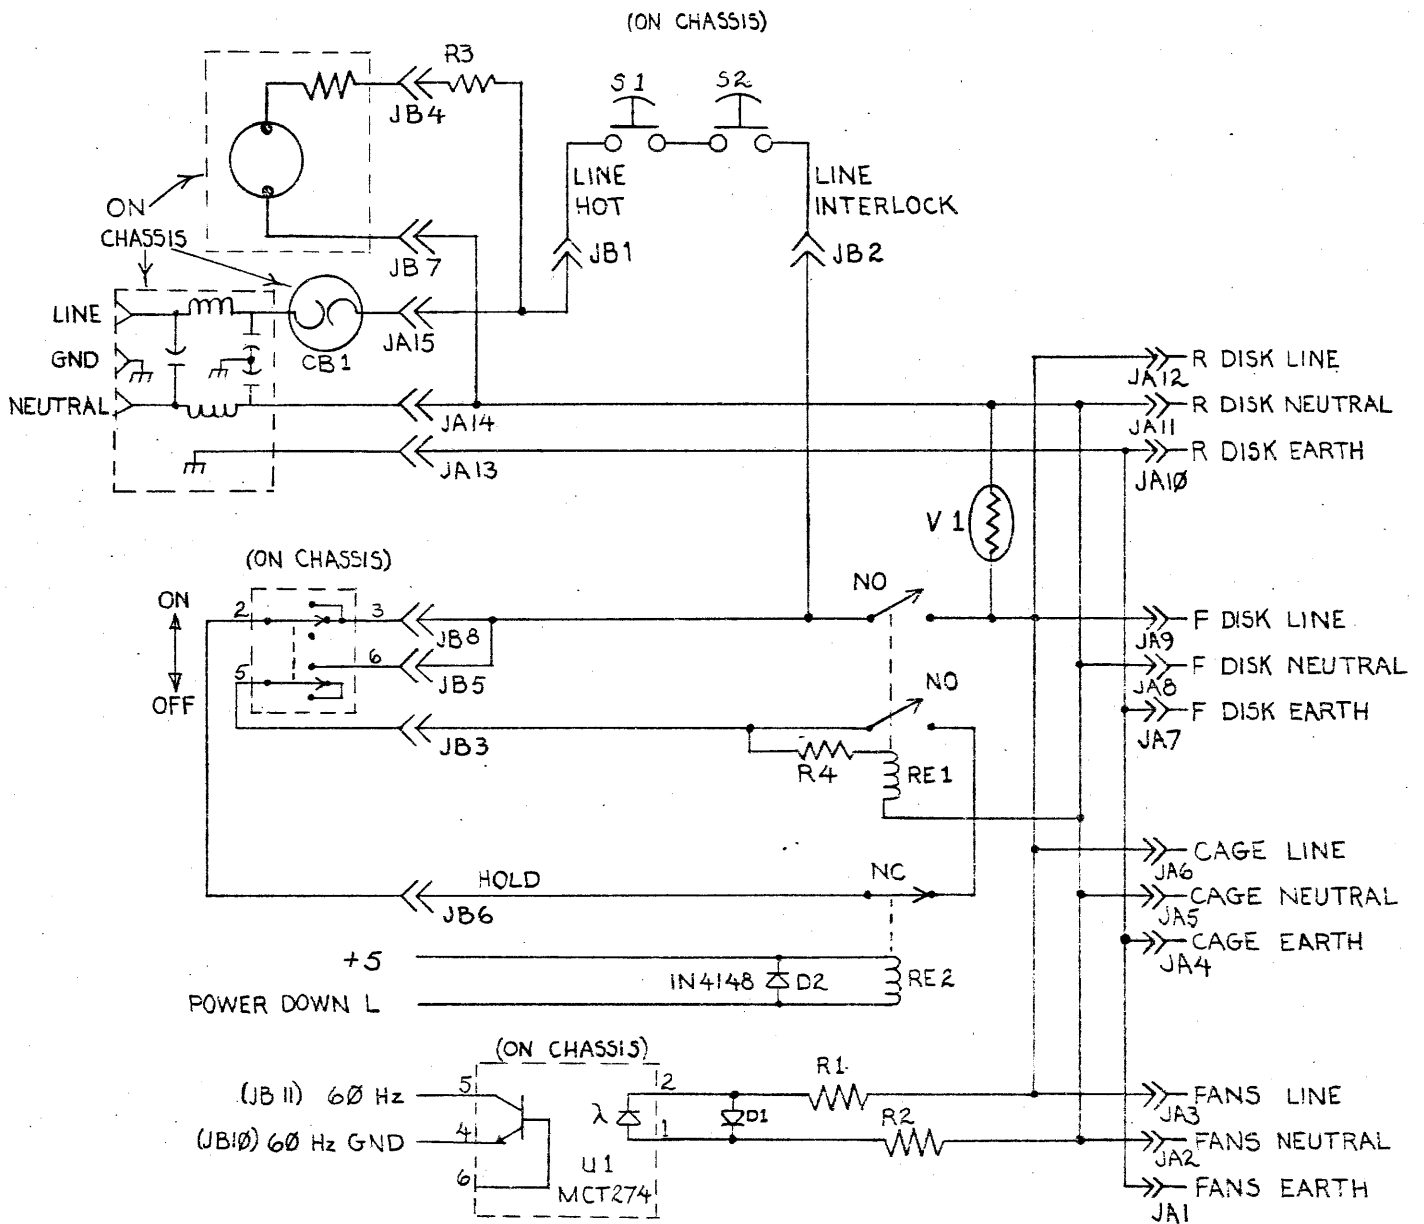 (ON CHASSIS)
R3
S1
S2
JB4
LINE
HOT
LINE
INTERLOCK
ON
CHASSIS
JB7
JB1
JB2
LINE
JA15
GND
CB1
R DISK LINE
JA12
NEUTRAL
R DISK NEUTRAL
JA14
JA11
R DISK EARTH
JA13
JA1Ø
V1
(ON CHASSIS)
NO
ON
2
3
F DISK LINE
JB8
JA9
5
6
F DISK NEUTRAL
JB5
JA8
OFF
NO
F DISK EARTH
JB3
JA7
R4
RE1
CAGE LINE
JA6
HOLD
NC
CAGE NEUTRAL
JB6
JA5
CAGE EARTH
JA4
+5
1N4148
D2
RE2
POWER DOWN L
(ON CHASSIS)
R1
(JB11) 6Ø Hz
5
2
FANS LINE
JA3
λ
D1
R2
(JB1Ø) 6Ø Hz GND
4
1
FANS NEUTRAL
JA2
U1
6
MCT274
FANS EARTH
JA1